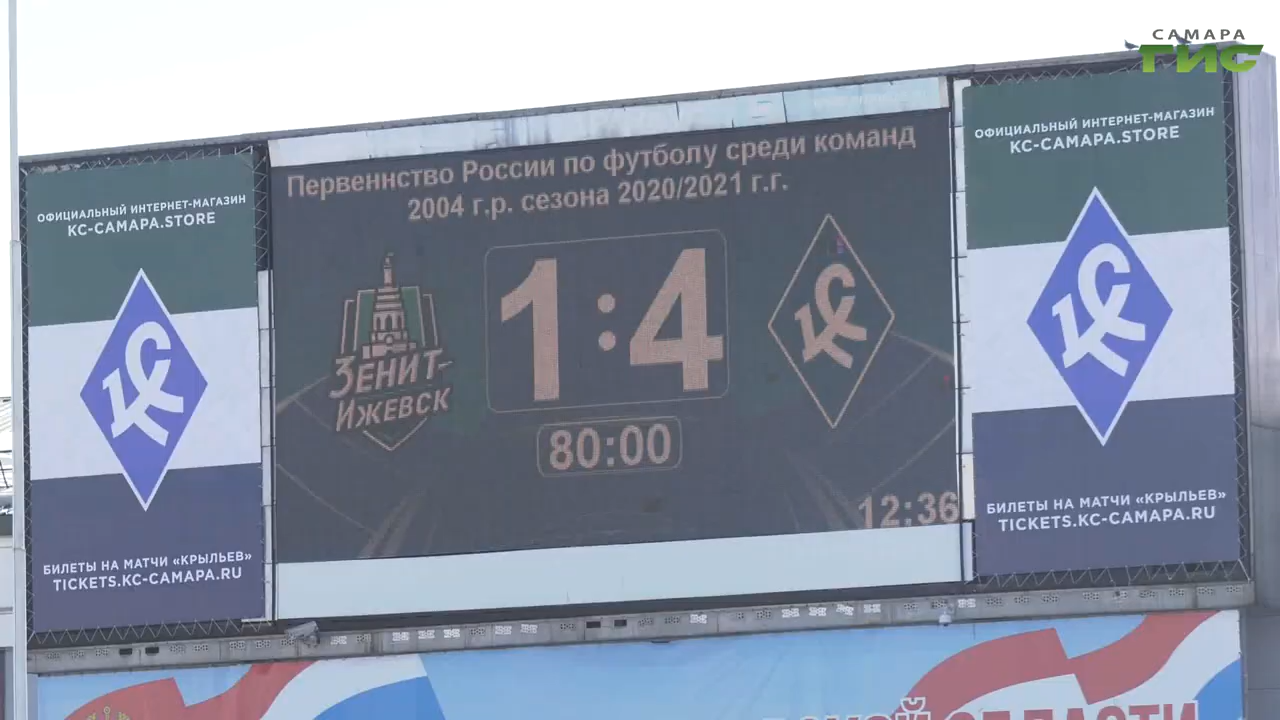 САМАРА
ГИС
ОФИЦИАЛЬНЫЙ ИНТЕРНЕТ-МАГАЗИН
KC-CAMAPA.STORE
БИЛЕТЫ НА МАТЧИ «КРЫЛЬЕВ»
TICKETS.KC-CAMAPA.RU
Первеннство России по футболу среди команд
2004 г.р. сезона 2020/2021 г.г.
ЗЕНИТ-
ИЖЕВСК
1:4
КС
80:00
12:36
ОФИЦИАЛЬНЫЙ ИНТЕРНЕТ-МАГАЗИН
KC-CAMAPA.STORE
КС
БИЛЕТЫ НА МАТЧИ «КРЫЛЬЕВ»
TICKETS.KC-CAMAPA.RU
КС
ОБЛАСТИ